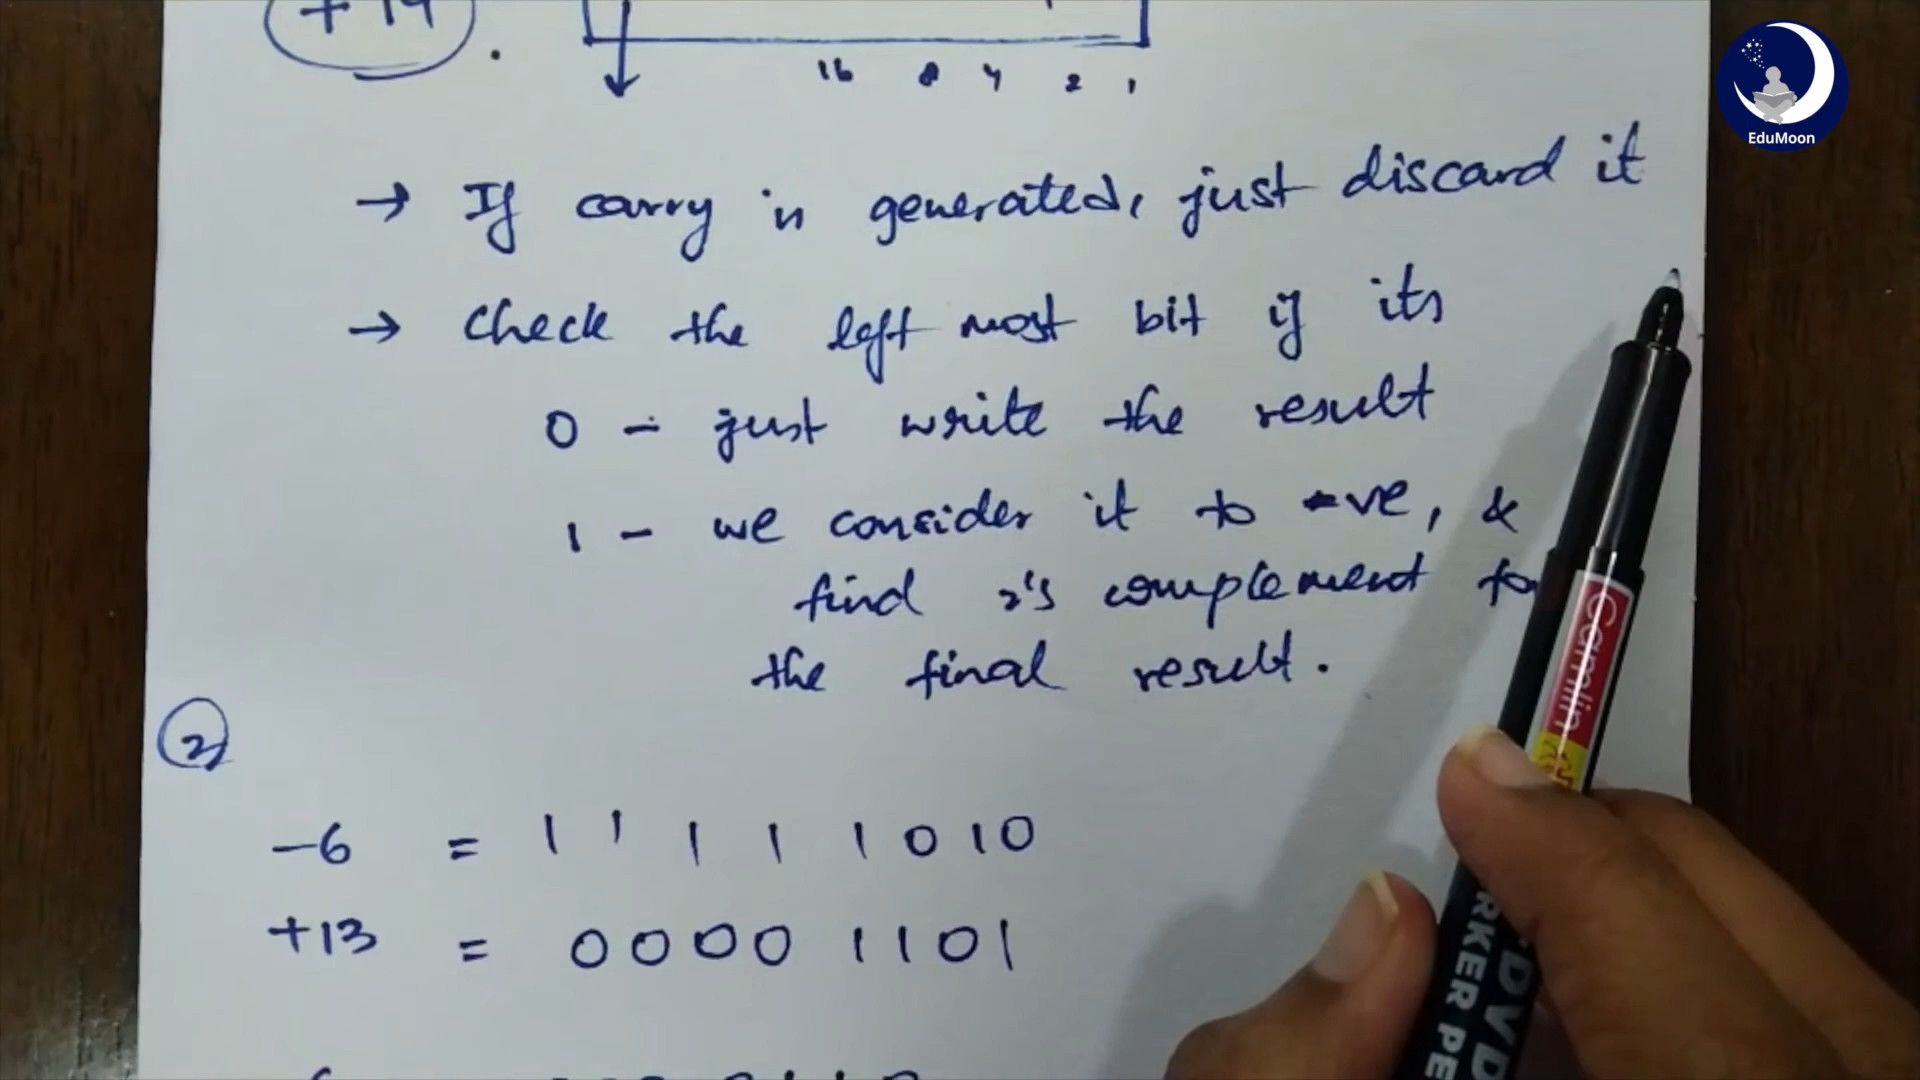 +19
.
16 8 4 2 1
→ If carry is generated, just discard it
→ check the left most bit if its
0 - just write the result
1 - we consider it to -ve, &
find 2's complement for
the final result.
2
-6 = 1 1 1 1 1 0 1 0
+13 = 0 0 0 0 1 1 0 1
EduMoon
Camlin